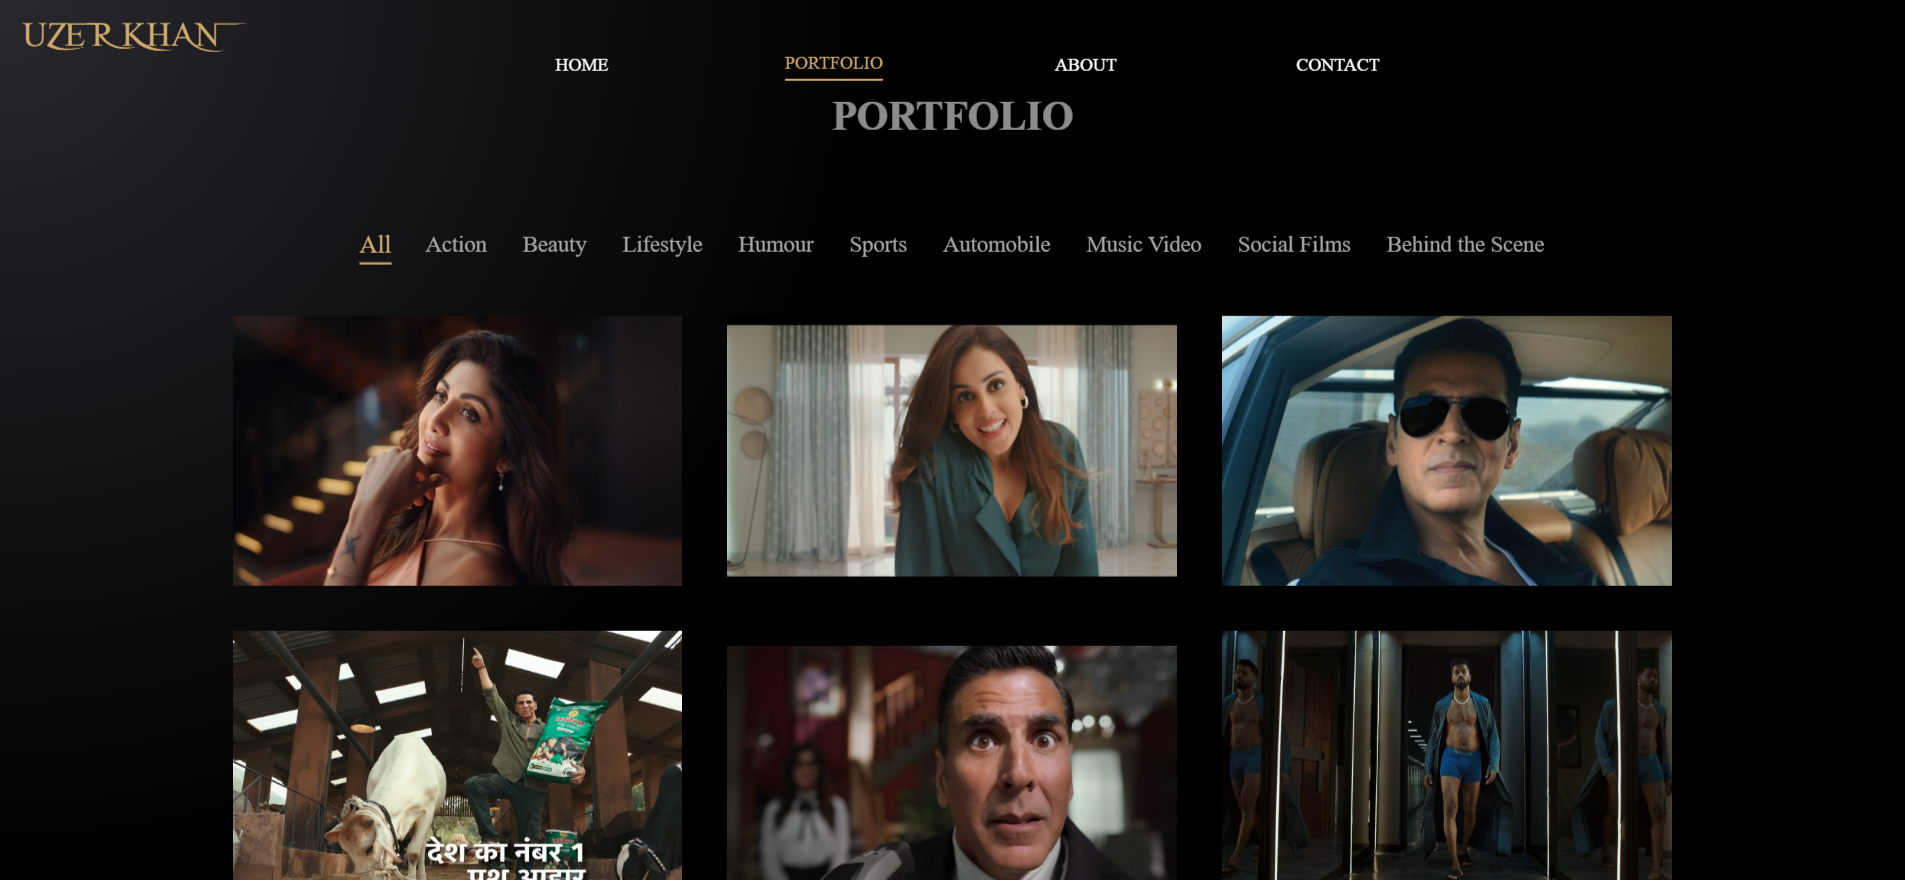 UZER KHAN
HOME PORTFOLIO ABOUT CONTACT
PORTFOLIO
All Action Beauty Lifestyle Humour Sports Automobile Music Video Social Films Behind the Scene
देश का नंबर 1
पशु आहार